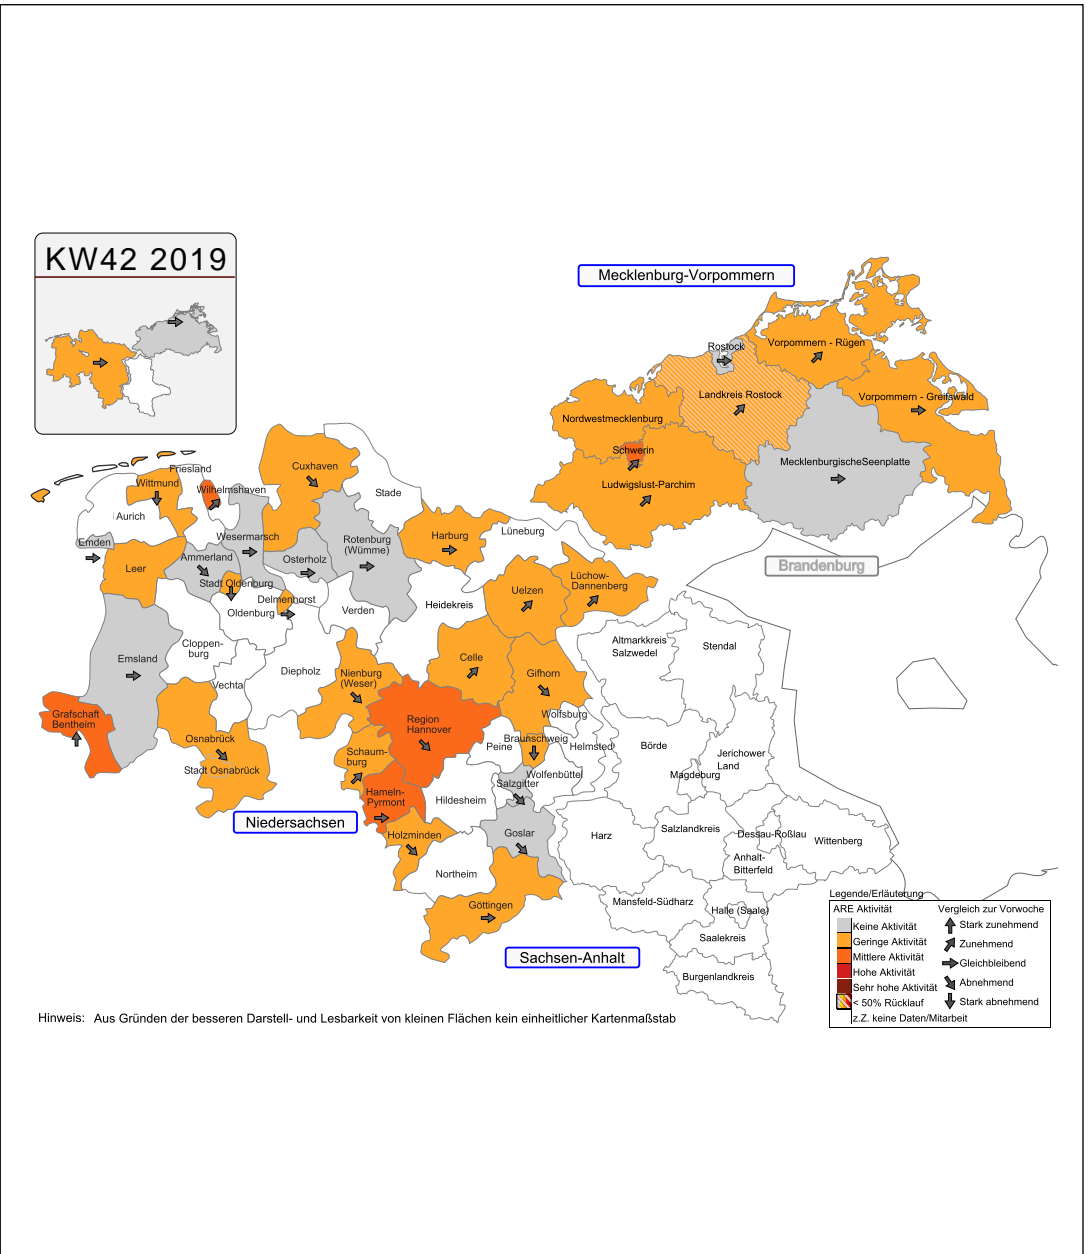 KW42 2019
Mecklenburg-Vorpommern
Rostock
Vorpommern - Rügen
Landkreis Rostock
Vorpommern - Greifswald
Nordwestmecklenburg
Schwerin
MecklenburgischeSeenplatte
Ludwigslust-Parchim
Brandenburg
Friesland
Cuxhaven
Wittmund
Wilhelmshaven
Stade
Aurich
Lüneburg
Wesermarsch
Harburg
Emden
Rotenburg
(Wümme)
Ammerland
Osterholz
Leer
Stadt Oldenburg
Delmenhorst
Oldenburg
Verden
Heidekreis
Uelzen
Lüchow-
Dannenberg
Cloppen-
burg
Emsland
Vechta
Diepholz
Nienburg
(Weser)
Celle
Gifhorn
Altmarkkreis
Salzwedel
Stendal
Grafschaft
Bentheim
Osnabrück
Stadt Osnabrück
Region
Hannover
Wolfsburg
Braunschweig
Peine
Helmsted
Schaum-
burg
Wolfenbüttel
Salzgitter
Börde
Jerichower
Land
Magdeburg
Hameln-
Pyrmont
Hildesheim
Niedersachsen
Holzminden
Goslar
Harz
Salzlandkreis
Dessau-Roßlau
Wittenberg
Northeim
Anhalt-
Bitterfeld
Göttingen
Mansfeld-Südharz
Halle (Saale)
Saalekreis
Burgenlandkreis
Sachsen-Anhalt
Legende/Erläuterung
ARE Aktivität
Vergleich zur Vorwoche
Keine Aktivität
Stark zunehmend
Geringe Aktivität
Zunehmend
Mittlere Aktivität
Gleichbleibend
Hohe Aktivität
Abnehmend
Sehr hohe Aktivität
Stark abnehmend
< 50% Rücklauf
z.Z. keine Daten/Mitarbeit
Hinweis: Aus Gründen der besseren Darstell- und Lesbarkeit von kleinen Flächen kein einheitlicher Kartenmaßstab